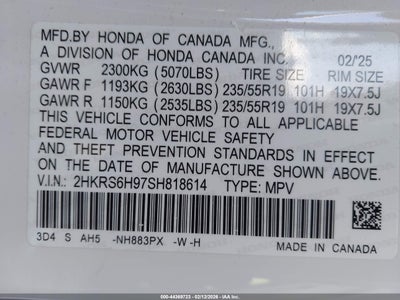 MFD.BY HONDA OF CANADA MFG.,
A DIVISION OF HONDA CANADA INC. 02/25
GVWR 2300KG (5070LBS) TIRE SIZE RIM SIZE
GAWR F 1193KG (2630LBS) 235/55R19 101H 19X7.5J
GAWR R 1150KG (2535LBS) 235/55R19 101H 19X7.5J
THIS VEHICLE CONFORMS TO ALL APPLICABLE
FEDERAL MOTOR VEHICLE SAFETY
AND THEFT PREVENTION STANDARDS IN EFFECT
ON THE DATE OF MANUFACTURE SHOWN ABOVE.
V.I.N.: 2HKRS6H97SH818614 TYPE: MPV
3D4 S AH5 -NH883PX -W -H
MADE IN CANADA
000-44369723 - 02/12/2026 - IAA Inc.